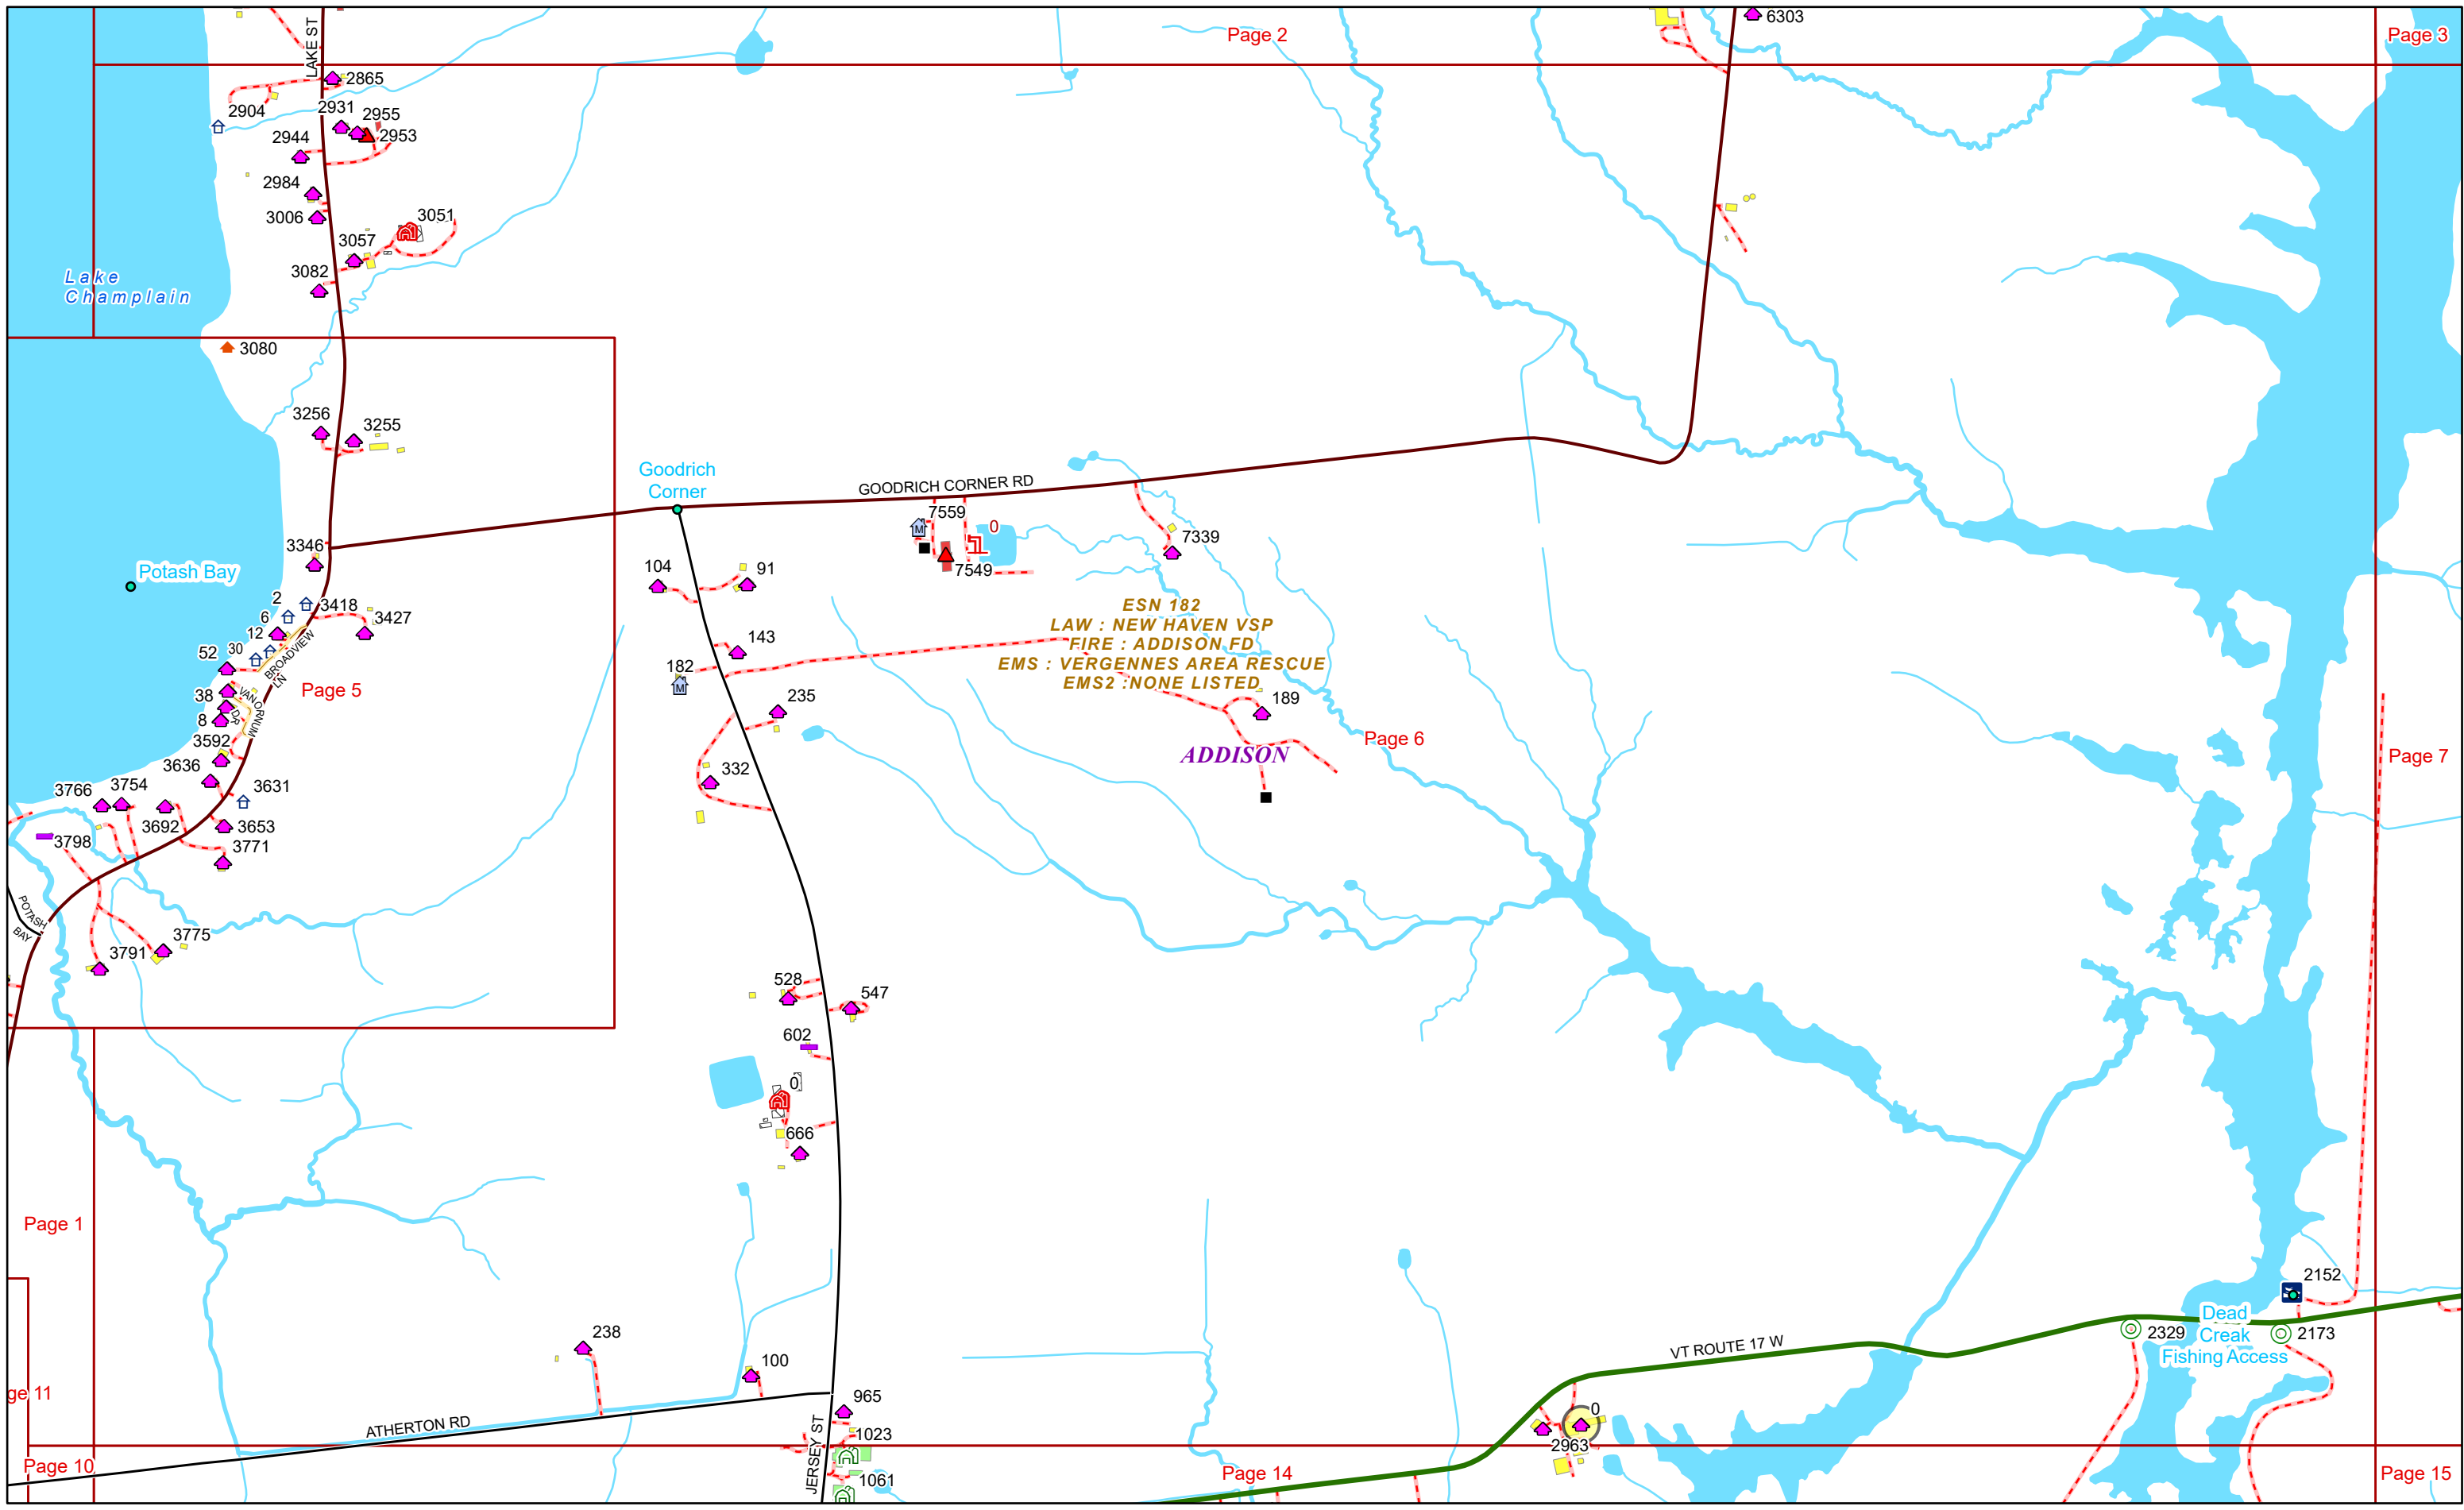 LAKE ST
Page 2
6303
Page 3
2865
2904
2931
2955
2953
2944
2984
3006
3051
3057
3082
Lake
Champlain
3080
3256
3255
Goodrich
Corner
GOODRICH CORNER RD
7559
M
0
7549
7339
3346
Potash Bay
104
91
2
3418
6
3427
12
30
52
BROADVIEW
LN
38
VAN
ORNUM
DR
8
Page 5
143
182
M
235
ESN 182
LAW : NEW HAVEN VSP
FIRE : ADDISON FD
EMS : VERGENNES AREA RESCUE
EMS2 :NONE LISTED
189
Page 6
ADDISON
Page 7
3592
3636
3631
332
3766
3754
3692
3653
3798
3771
POTASH
BAY
3775
3791
528
547
602
0
666
Page 1
2152
Dead
Creak
Fishing Access
2329
2173
238
100
VT ROUTE 17 W
ge 11
965
ATHERTON RD
JERSEY ST
1023
0
2963
Page 10
1061
Page 14
Page 15